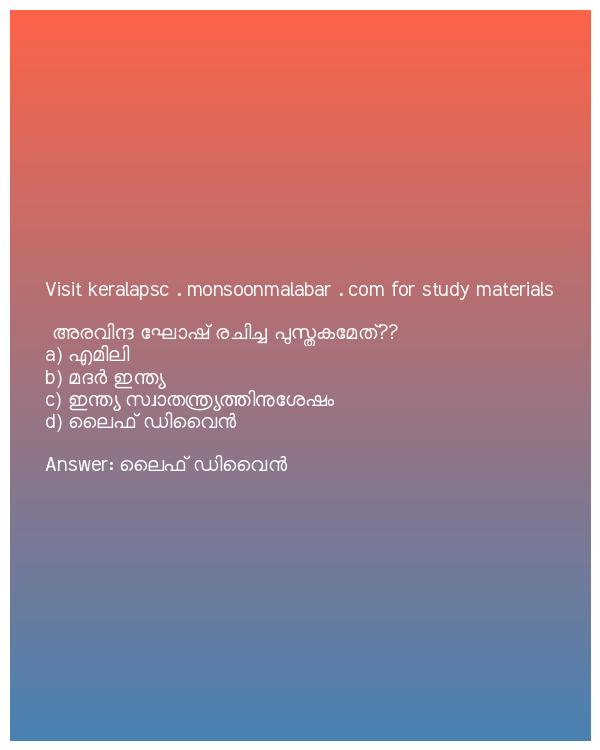 Visit keralapsc . monsoonmalabar . com for study materials
അരവിന്ദ ഘോഷ് രചിച്ച പുസ്തകമേത്??
a) എമിലി
b) മദർ ഇന്ത്യ
c) ഇന്ത്യ സ്വാതന്ത്ര്യത്തിനുശേഷം
d) ലൈഫ് ഡിവൈൻ
Answer: ലൈഫ് ഡിവൈൻ